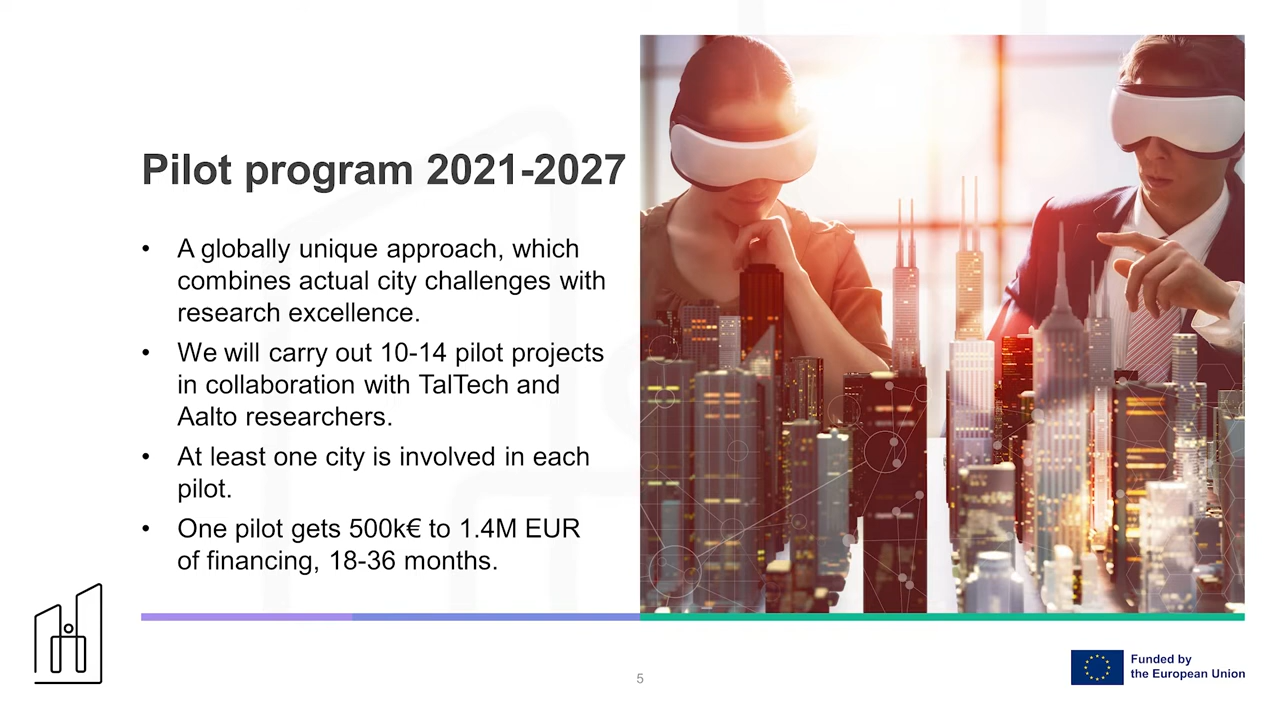 Pilot program 2021-2027
• A globally unique approach, which
combines actual city challenges with
research excellence.
• We will carry out 10-14 pilot projects
in collaboration with TalTech and
Aalto researchers.
• At least one city is involved in each
pilot.
• One pilot gets 500k€ to 1.4M EUR
of financing, 18-36 months.
5
Funded by
the European Union